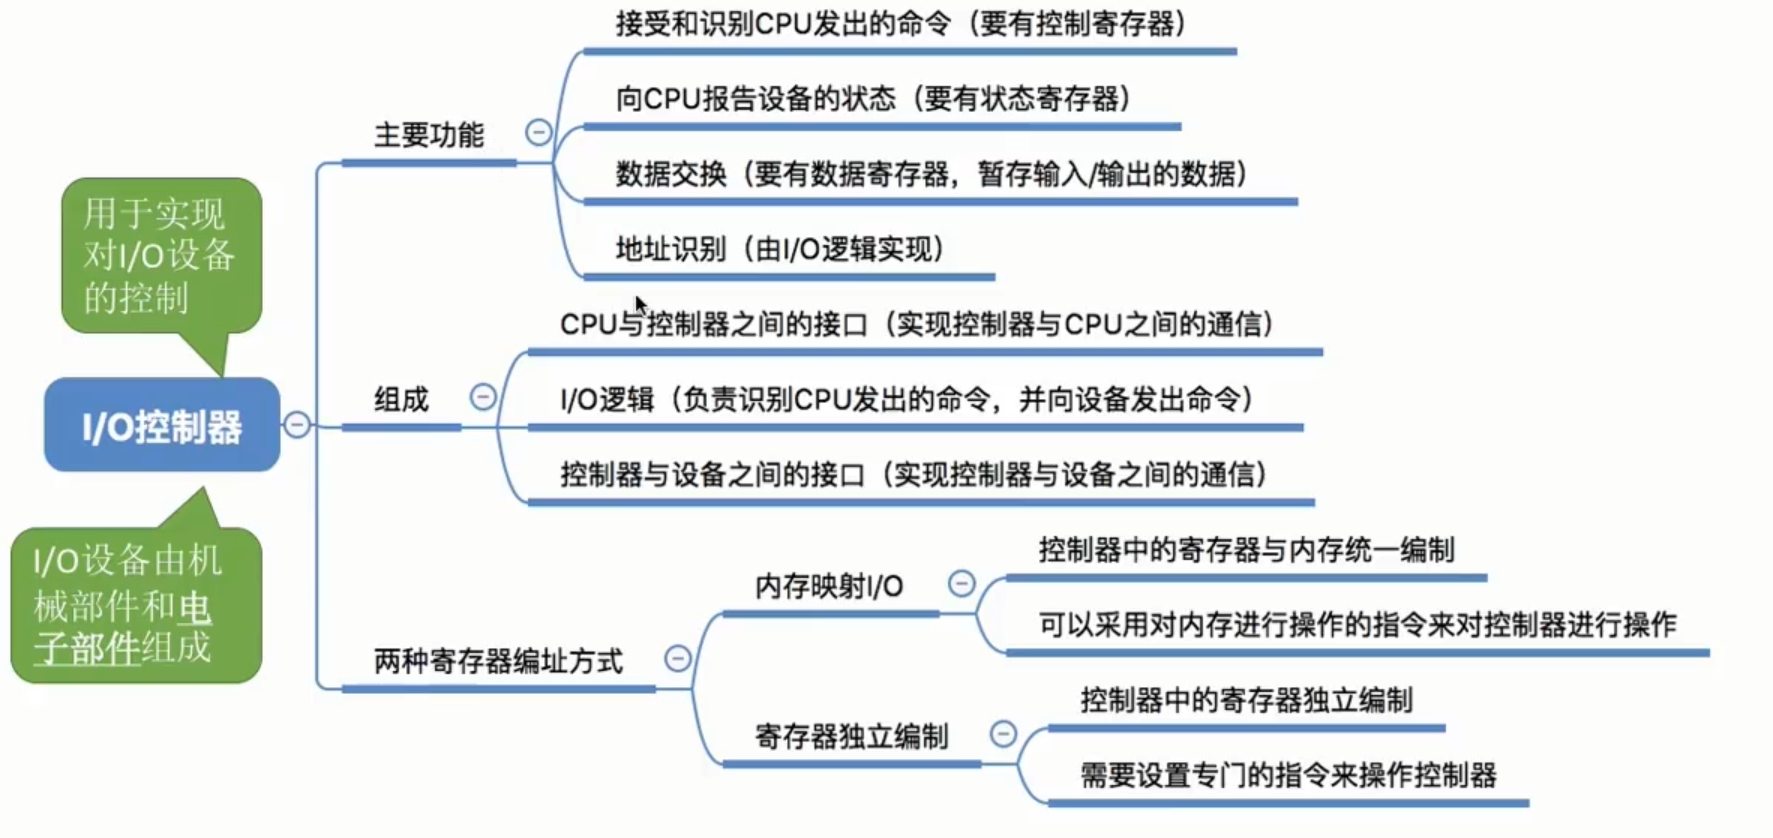 接受和识别CPU发出的命令（要有控制寄存器）
向CPU报告设备的状态（要有状态寄存器）
主要功能
数据交换（要有数据寄存器，暂存输入/输出的数据）
地址识别（由I/O逻辑实现）
用于实现
对I/O设备
的控制
CPU与控制器之间的接口（实现控制器与CPU之间的通信）
组成
I/O逻辑（负责识别CPU发出的命令，并向设备发出命令）
I/O控制器
控制器与设备之间的接口（实现控制器与设备之间的通信）
I/O设备由机
械部件和电
子部件组成
控制器中的寄存器与内存统一编制
内存映射I/O
可以采用对内存进行操作的指令来对控制器进行操作
两种寄存器编址方式
控制器中的寄存器独立编制
寄存器独立编制
需要设置专门的指令来操作控制器